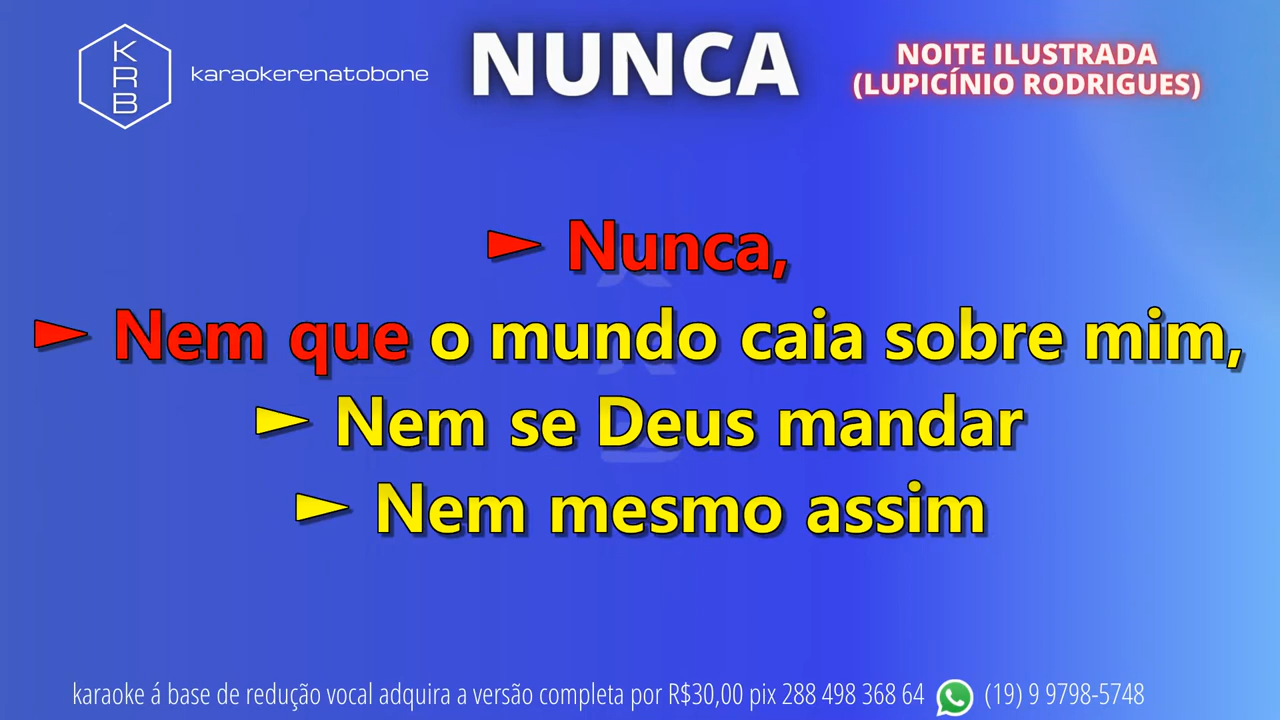 K
R
B
karaokerenatobone
NUNCA
NOITE ILUSTRADA
(LUPICÍNIO RODRIGUES)
► Nunca,
► Nem que o mundo caia sobre mim,
► Nem se Deus mandar
► Nem mesmo assim
karaoke á base de redução vocal adquira a versão completa por R$30,00 pix 288 498 368 64 (19) 9 9798-5748